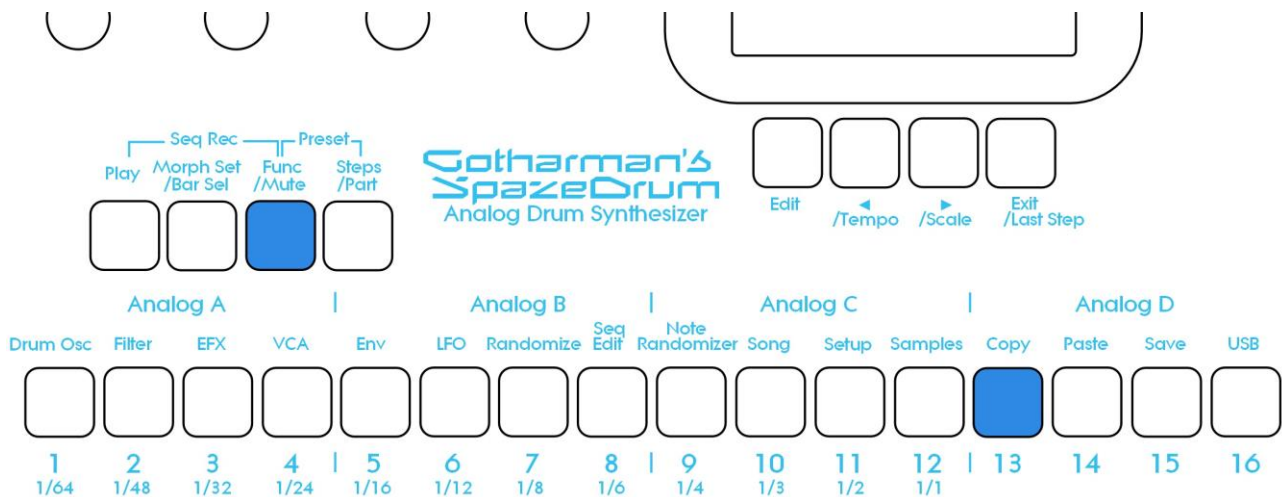 Seq Rec Preset
Play Morph Set /Bar Sel Func /Mute Steps /Part
Gotharman's
SpazeDrum
Analog Drum Synthesizer
Edit ◄ /Tempo ► /Scale Exit /Last Step
Analog A | Analog B | Analog C | Analog D
Drum Osc Filter EFX VCA Env LFO Randomize Seq Edit Note Randomizer Song Setup Samples Copy Paste Save USB
1 2 3 4 | 5 6 7 8 | 9 10 11 12 | 13 14 15 16
1/64 1/48 1/32 1/24 1/16 1/12 1/8 1/6 1/4 1/3 1/2 1/1